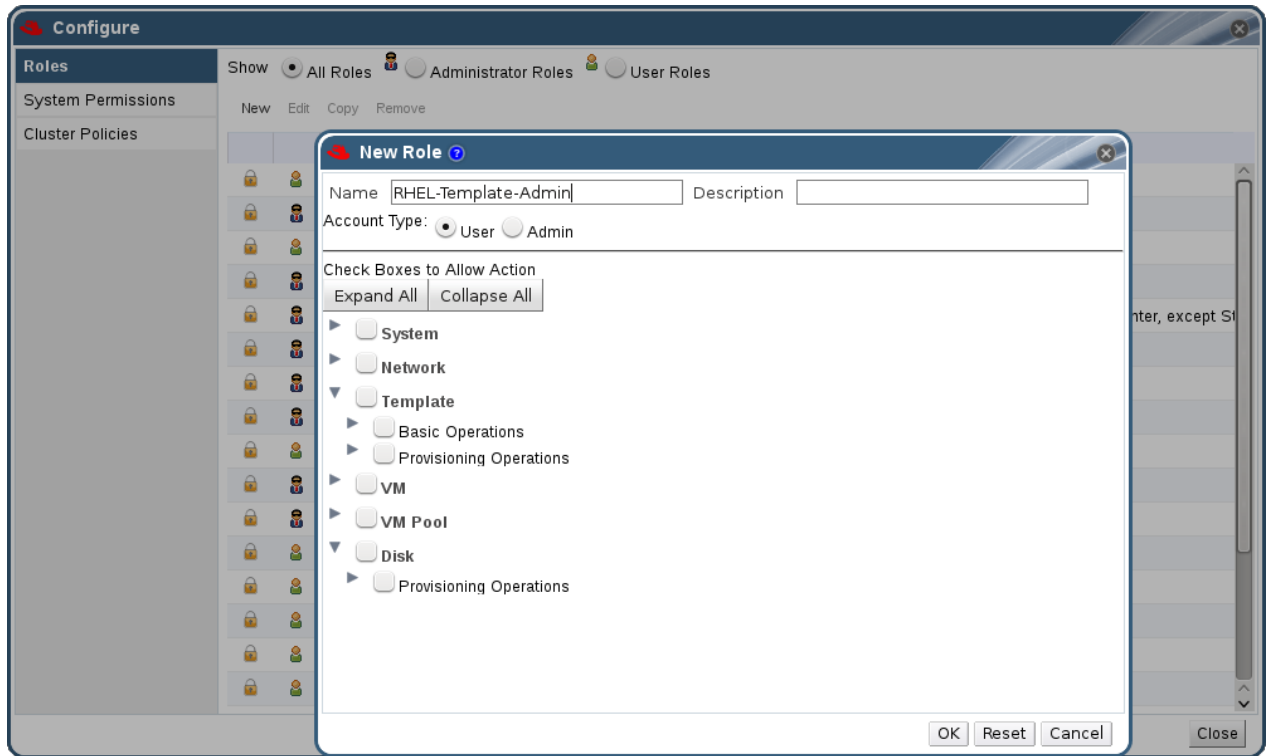 Configure
Roles
System Permissions
Cluster Policies
Show All Roles Administrator Roles User Roles
New Edit Copy Remove
New Role ?
Name RHEL-Template-Admin Description
Account Type: User Admin
Check Boxes to Allow Action
Expand All Collapse All
System
Network
Template
Basic Operations
Provisioning Operations
VM
VM Pool
Disk
Provisioning Operations
nter, except St
OK Reset Cancel
Close